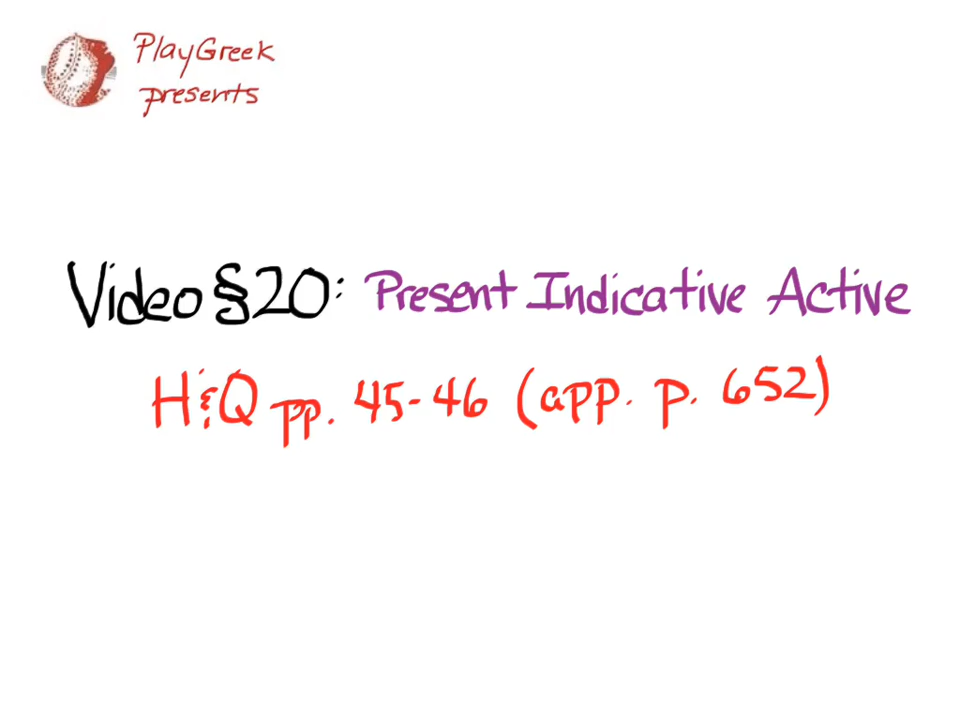 PlayGreek
presents
Video §20: Present Indicative Active
H&Q pp. 45-46 (app. p. 652)